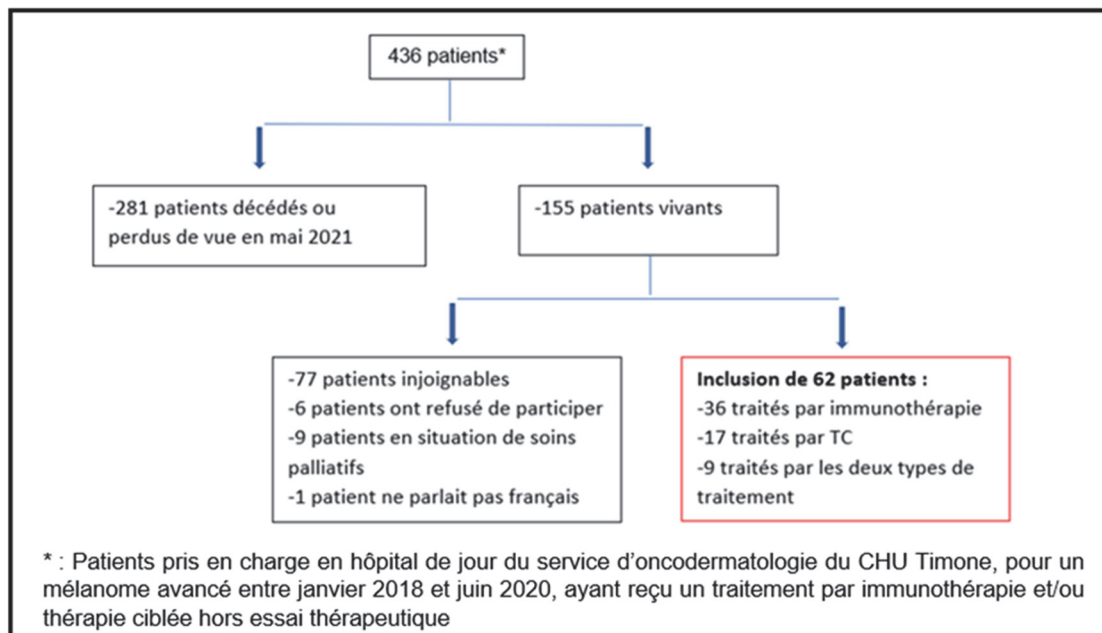 436 patients*
-281 patients décédés ou
perdus de vue en mai 2021
-155 patients vivants
-77 patients injoignables
-6 patients ont refusé de participer
-9 patients en situation de soins
palliatifs
-1 patient ne parlait pas français
Inclusion de 62 patients :
-36 traités par immunothérapie
-17 traités par TC
-9 traités par les deux types de
traitement
* : Patients pris en charge en hôpital de jour du service d'oncodermatologie du CHU Timone, pour un
mélanome avancé entre janvier 2018 et juin 2020, ayant reçu un traitement par immunothérapie et/ou
thérapie ciblée hors essai thérapeutique